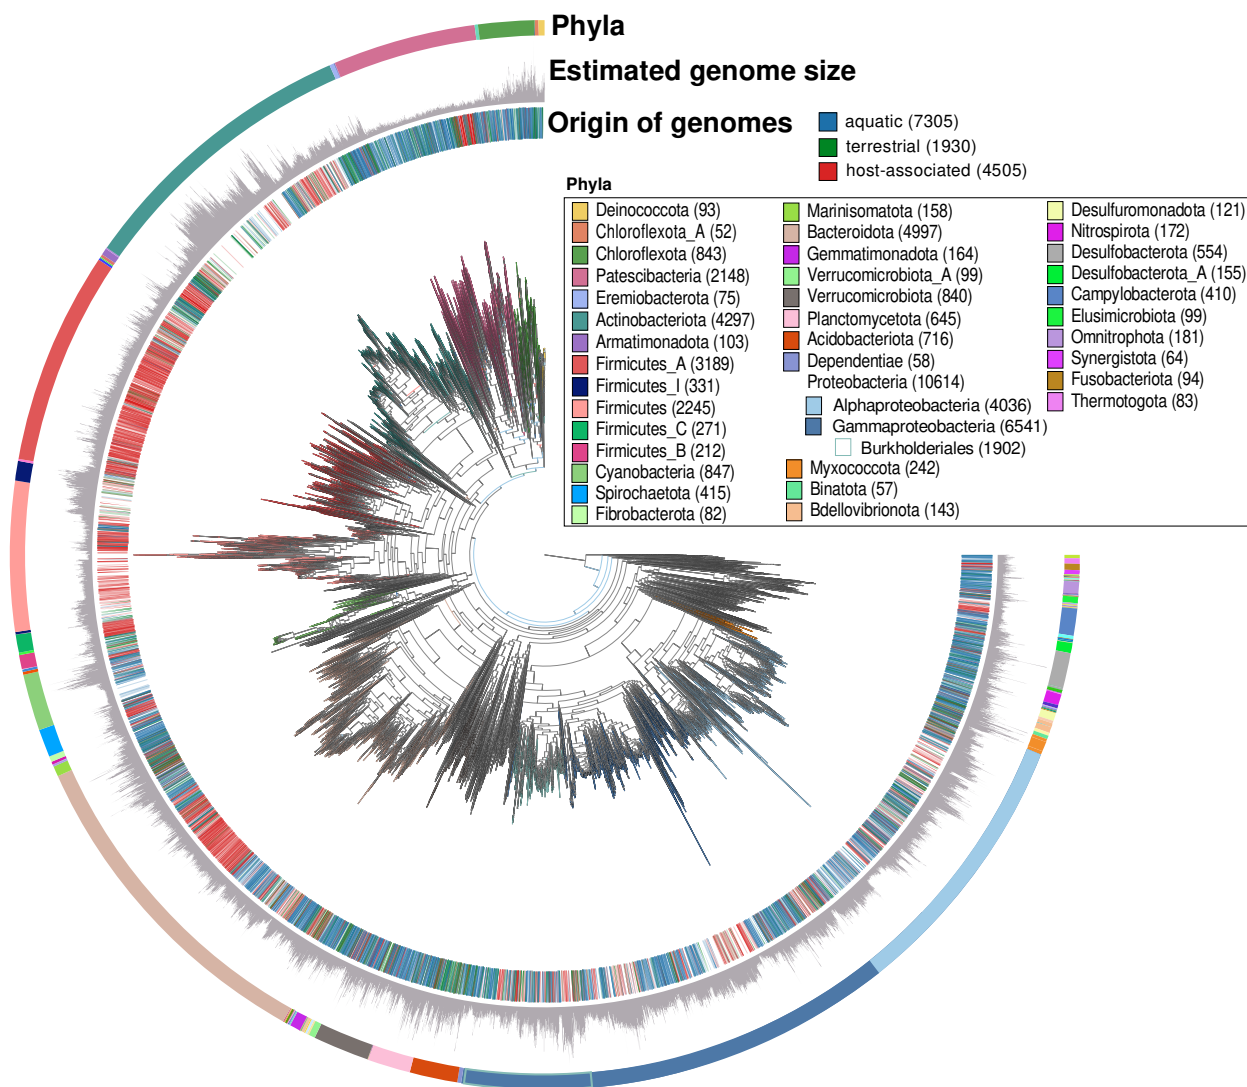 Phyla
Estimated genome size
Origin of genomes
aquatic (7305)
terrestrial (1930)
host-associated (4505)
Phyla
Deinococcota (93)
Chloroflexota_A (52)
Chloroflexota (843)
Patescibacteria (2148)
Eremiobacterota (75)
Actinobacteriota (4297)
Armatimonadota (103)
Firmicutes_A (3189)
Firmicutes_I (331)
Firmicutes (2245)
Firmicutes_C (271)
Firmicutes_B (212)
Cyanobacteria (847)
Spirochaetota (415)
Fibrobacterota (82)
Marinisomatota (158)
Bacteroidota (4997)
Gemmatimonadota (164)
Verrucomicrobiota_A (99)
Verrucomicrobiota (840)
Planctomycetota (645)
Acidobacteriota (716)
Dependentiae (58)
Proteobacteria (10614)
Alphaproteobacteria (4036)
Gammaproteobacteria (6541)
Burkholderiales (1902)
Myxococcota (242)
Binatota (57)
Bdellovibrionota (143)
Desulfuromonadota (121)
Nitrospirota (172)
Desulfobacterota (554)
Desulfobacterota_A (155)
Campylobacterota (410)
Elusimicrobiota (99)
Omnitrophota (181)
Synergistota (64)
Fusobacteriota (94)
Thermotogota (83)